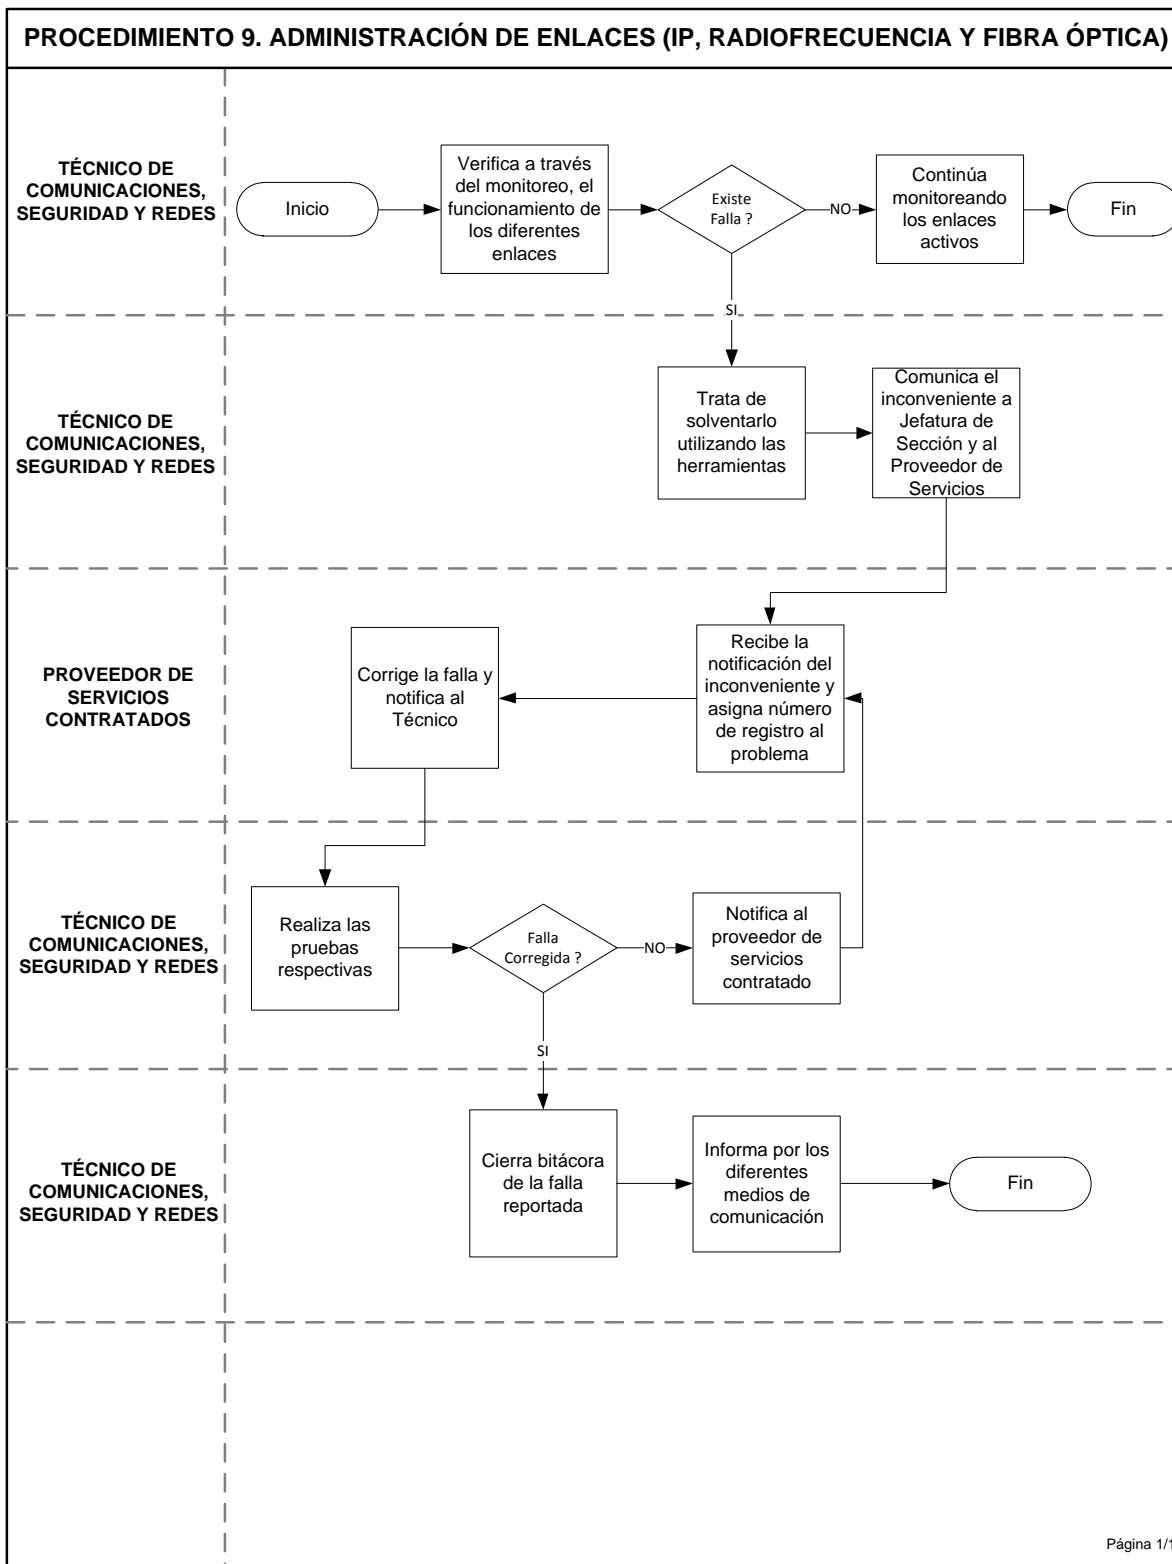 PROCEDIMIENTO 9. ADMINISTRACIÓN DE ENLACES (IP, RADIOFRECUENCIA Y FIBRA ÓPTICA)
TÉCNICO DE
COMUNICACIONES,
SEGURIDAD Y REDES
Inicio
Verifica a través
del monitoreo, el
funcionamiento de
los diferentes
enlaces
Existe
Falla ?
NO
Continúa
monitoreando
los enlaces
activos
Fin
SI
TÉCNICO DE
COMUNICACIONES,
SEGURIDAD Y REDES
Trata de
solventarlo
utilizando las
herramientas
Comunica el
inconveniente a
Jefatura de
Sección y al
Proveedor de
Servicios
PROVEEDOR DE
SERVICIOS
CONTRATADOS
Corrige la falla y
notifica al
Técnico
Recibe la
notificación del
inconveniente y
asigna número
de registro al
problema
TÉCNICO DE
COMUNICACIONES,
SEGURIDAD Y REDES
Realiza las
pruebas
respectivas
Falla
Corregida ?
NO
Notifica al
proveedor de
servicios
contratado
SI
TÉCNICO DE
COMUNICACIONES,
SEGURIDAD Y REDES
Cierra bitácora
de la falla
reportada
Informa por los
diferentes
medios de
comunicación
Fin
Página 1/1